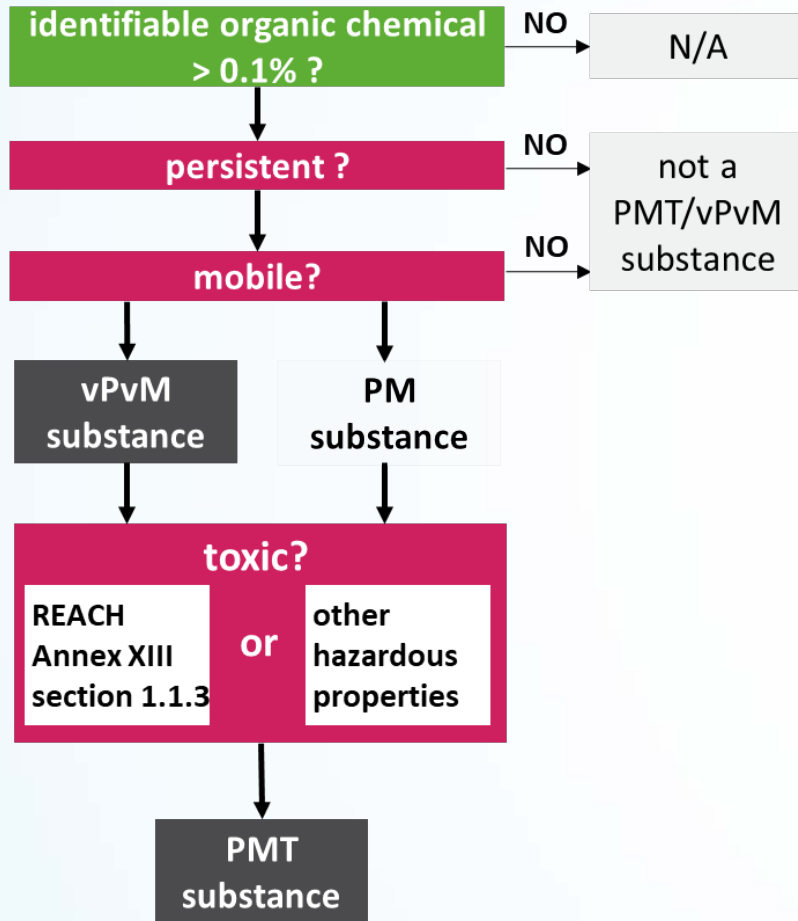 identifiable organic chemical
> 0.1% ?
NO
N/A
persistent ?
NO
not a
PMT/vPvM
substance
mobile?
NO
vPvM
substance
PM
substance
toxic?
REACH
Annex XIII
section 1.1.3
or
other
hazardous
properties
PMT
substance